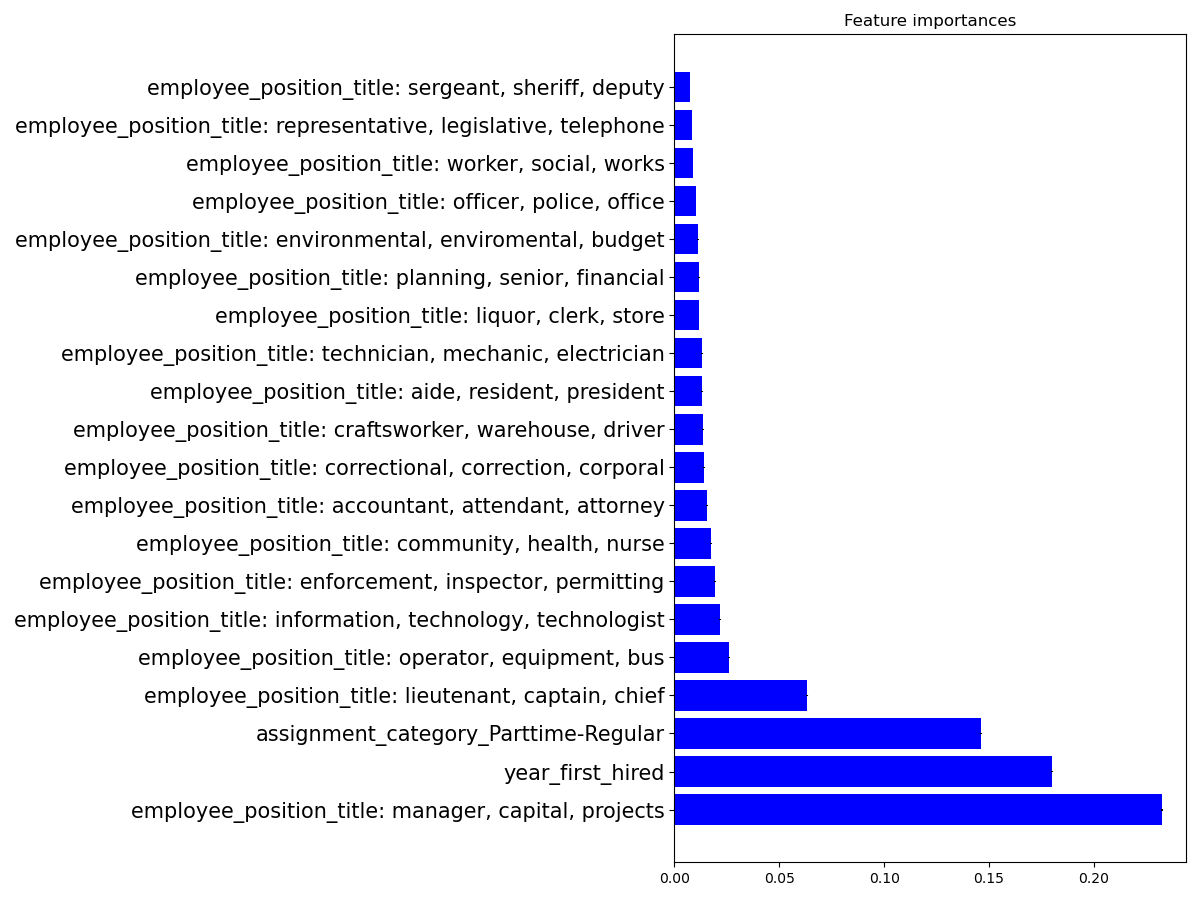 Feature importances
employee_position_title: sergeant, sheriff, deputy
employee_position_title: representative, legislative, telephone
employee_position_title: worker, social, works
employee_position_title: officer, police, office
employee_position_title: environmental, enviromental, budget
employee_position_title: planning, senior, financial
employee_position_title: liquor, clerk, store
employee_position_title: technician, mechanic, electrician
employee_position_title: aide, resident, president
employee_position_title: craftsworker, warehouse, driver
employee_position_title: correctional, correction, corporal
employee_position_title: accountant, attendant, attorney
employee_position_title: community, health, nurse
employee_position_title: enforcement, inspector, permitting
employee_position_title: information, technology, technologist
employee_position_title: operator, equipment, bus
employee_position_title: lieutenant, captain, chief
assignment_category_Parttime-Regular
year_first_hired
employee_position_title: manager, capital, projects
0.00 0.05 0.10 0.15 0.20